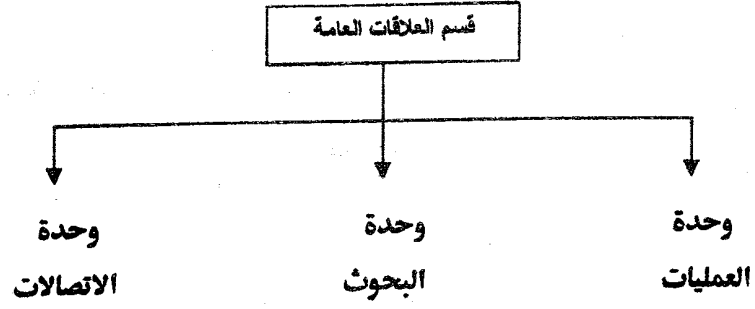 قسم العلاقات العامة
وحدة
العمليات
وحدة
البحوث
وحدة
الاتصالات